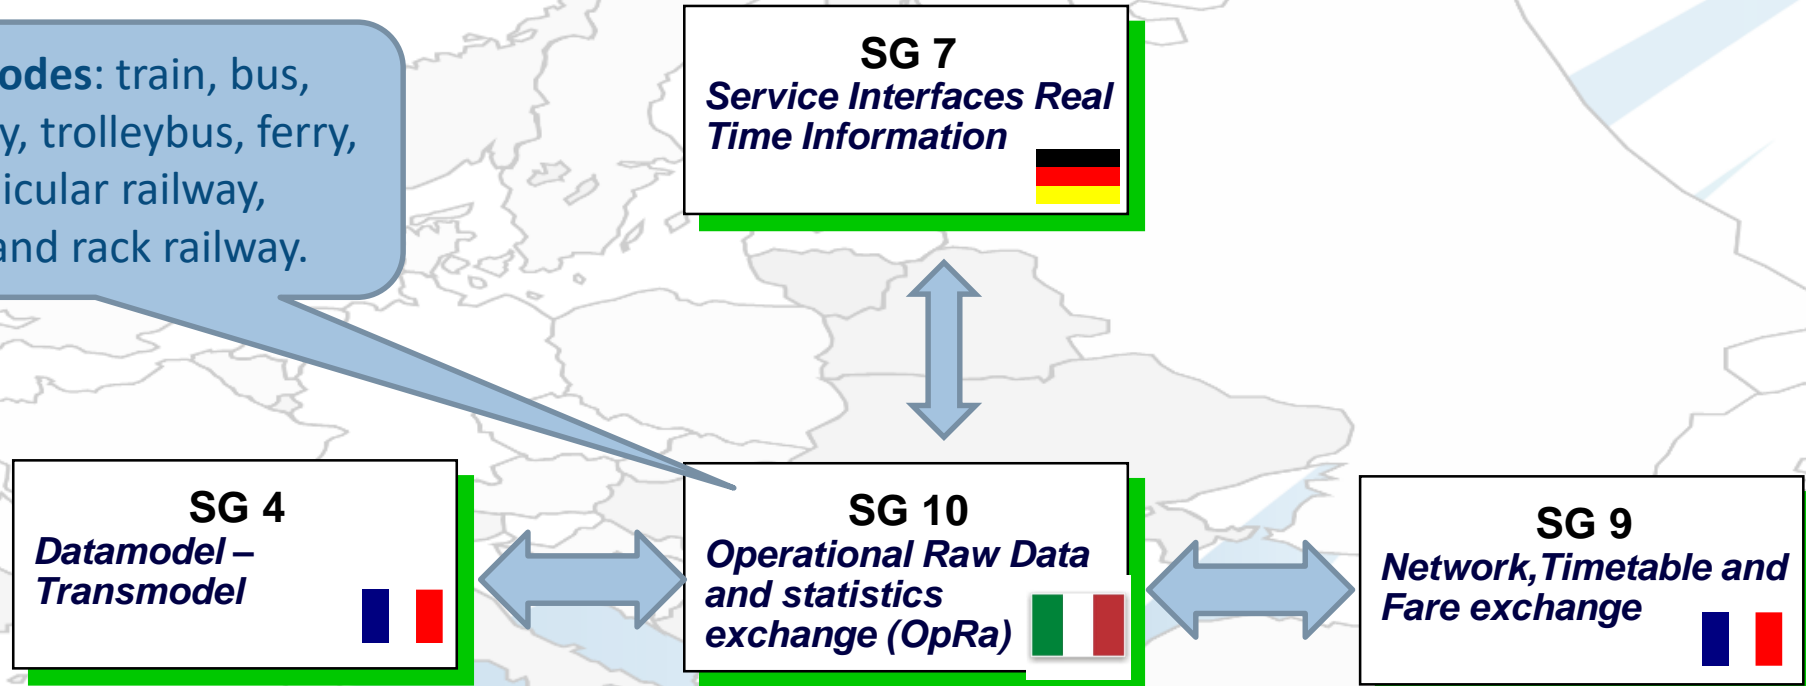 odes: train, bus,
y, trolleybus, ferry,
icular railway,
and rack railway.
SG 7
Service Interfaces Real
Time Information
SG 4
Datamodel –
Transmodel
SG 10
Operational Raw Data
and statistics
exchange (OpRa)
SG 9
Network,Timetable and
Fare exchange